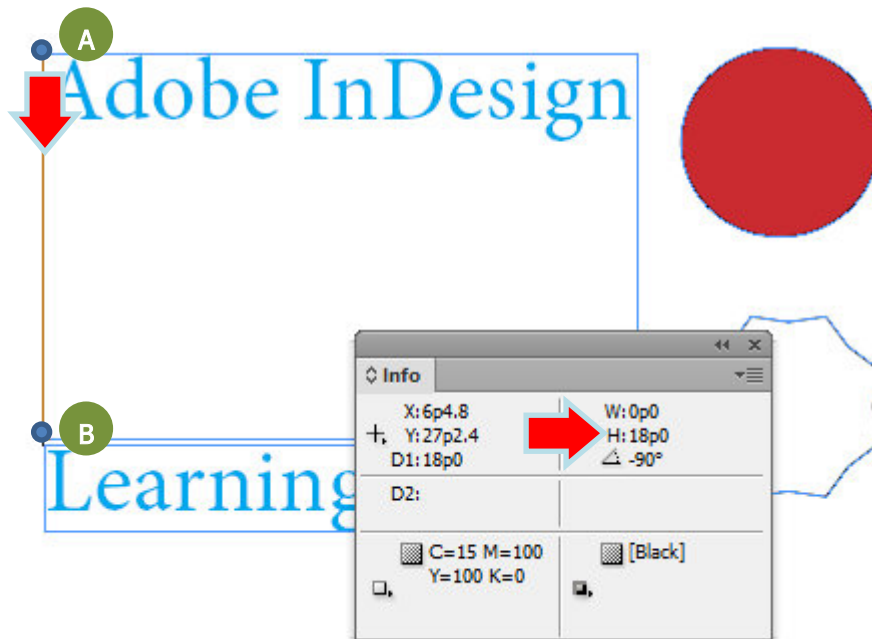 A
Adobe InDesign
B
Learning
Info
X: 6p4.8
Y: 27p2.4
D1: 18p0
W: 0p0
H: 18p0
-90°
D2:
C=15 M=100
Y=100 K=0
[Black]